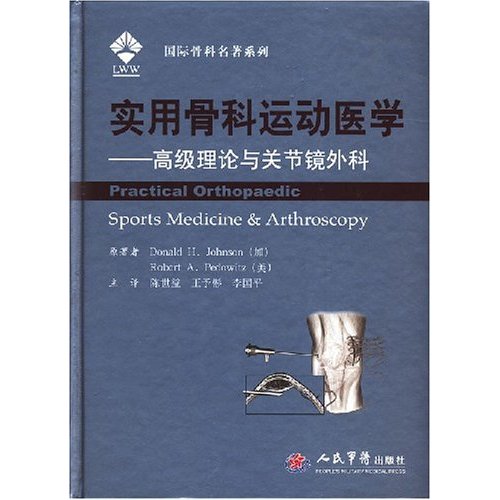 LWW
国际骨科名著系列
实用骨科运动医学
——高级理论与关节镜外科
Practical Orthopaedic
Sports Medicine & Arthroscopy
原著者 Donald H. Johnson (加)
Robert A. Pedowitz (美)
主 译 陈世益 王予彬 李国平
人民军医出版社
PEOPLE'S MILITARY MEDICAL PRESS